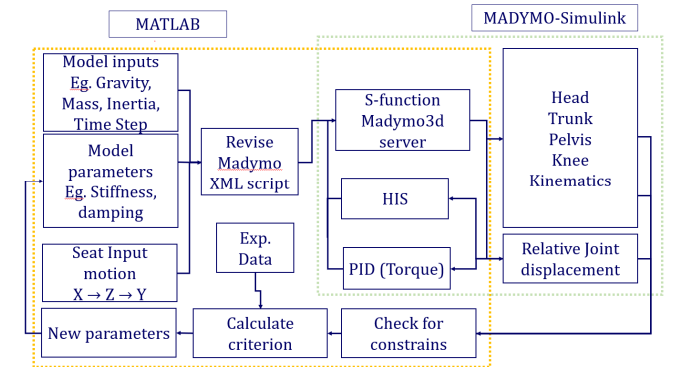 MATLAB
MADYMO-Simulink
Model inputs
Eg. Gravity,
Mass, Inertia,
Time Step
Model
parameters
Eg. Stiffness,
damping
Seat Input
motion
X → Z → Y
New parameters
Revise
Madymo
XML script
Exp.
Data
Calculate
criterion
S-function
Madymo3d
server
HIS
PID (Torque)
Check for
constrains
Head
Trunk
Pelvis
Knee
Kinematics
Relative Joint
displacement